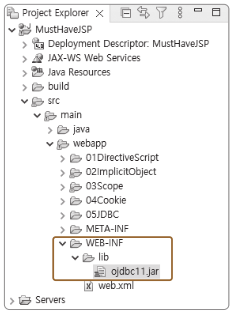 Project Explorer
MustHaveJSP
Deployment Descriptor: MustHaveJSP
JAX-WS Web Services
Java Resources
build
src
main
java
webapp
01DirectiveScript
02ImplicitObject
03Scope
04Cookie
05JDBC
META-INF
WEB-INF
lib
ojdbc11.jar
web.xml
Servers